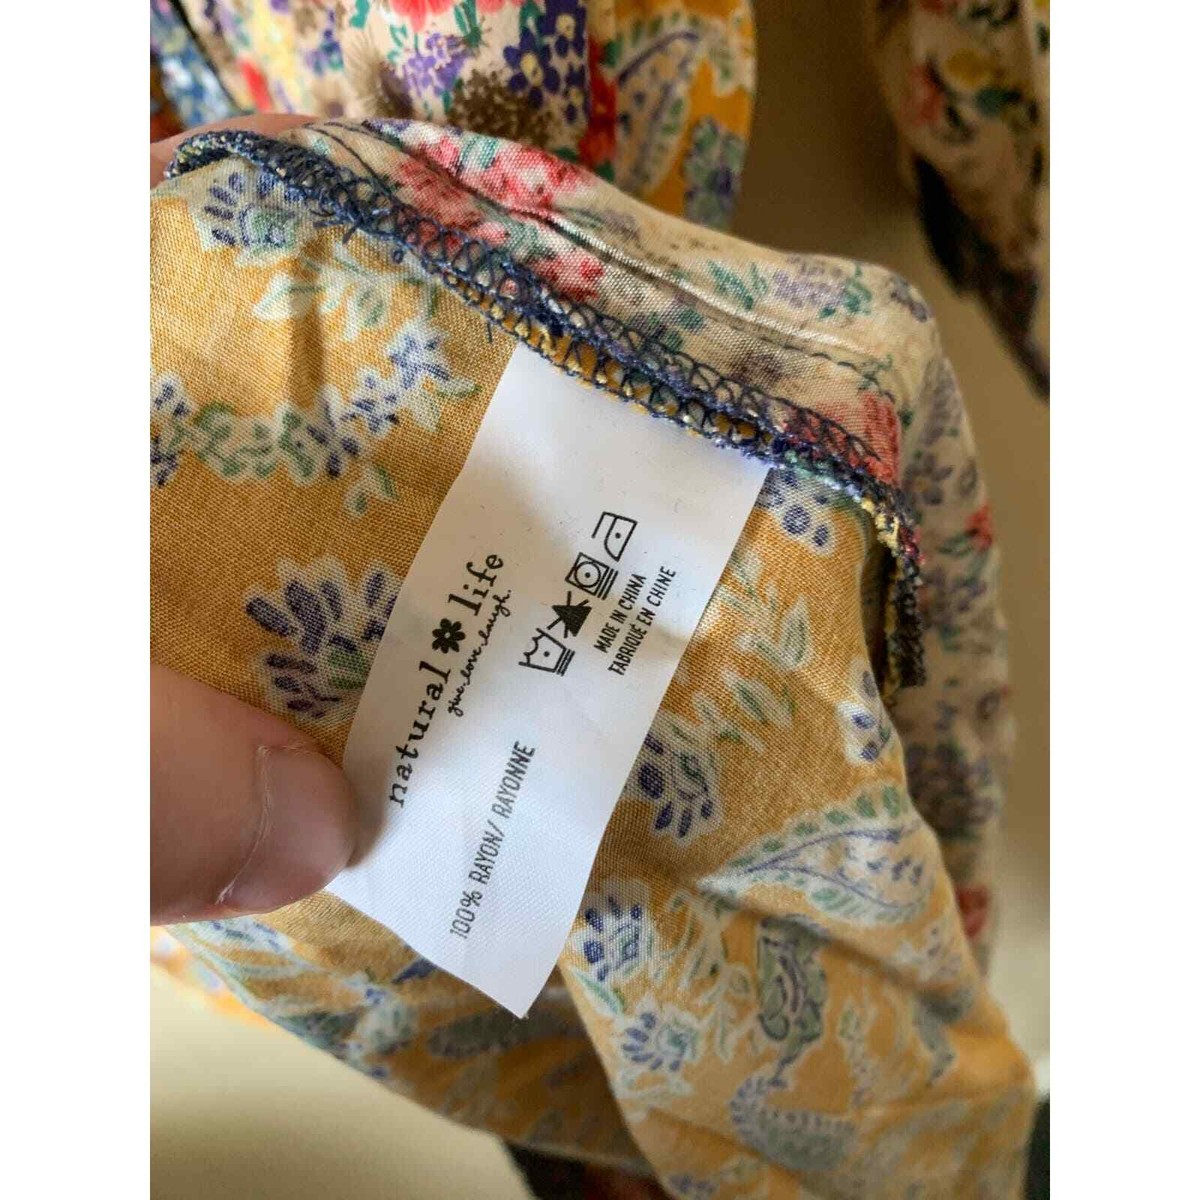 natural life
give. love. laugh.
100% RAYON/ RAYONNE
MADE IN CHINA
FABRIQUÉ EN CHINE